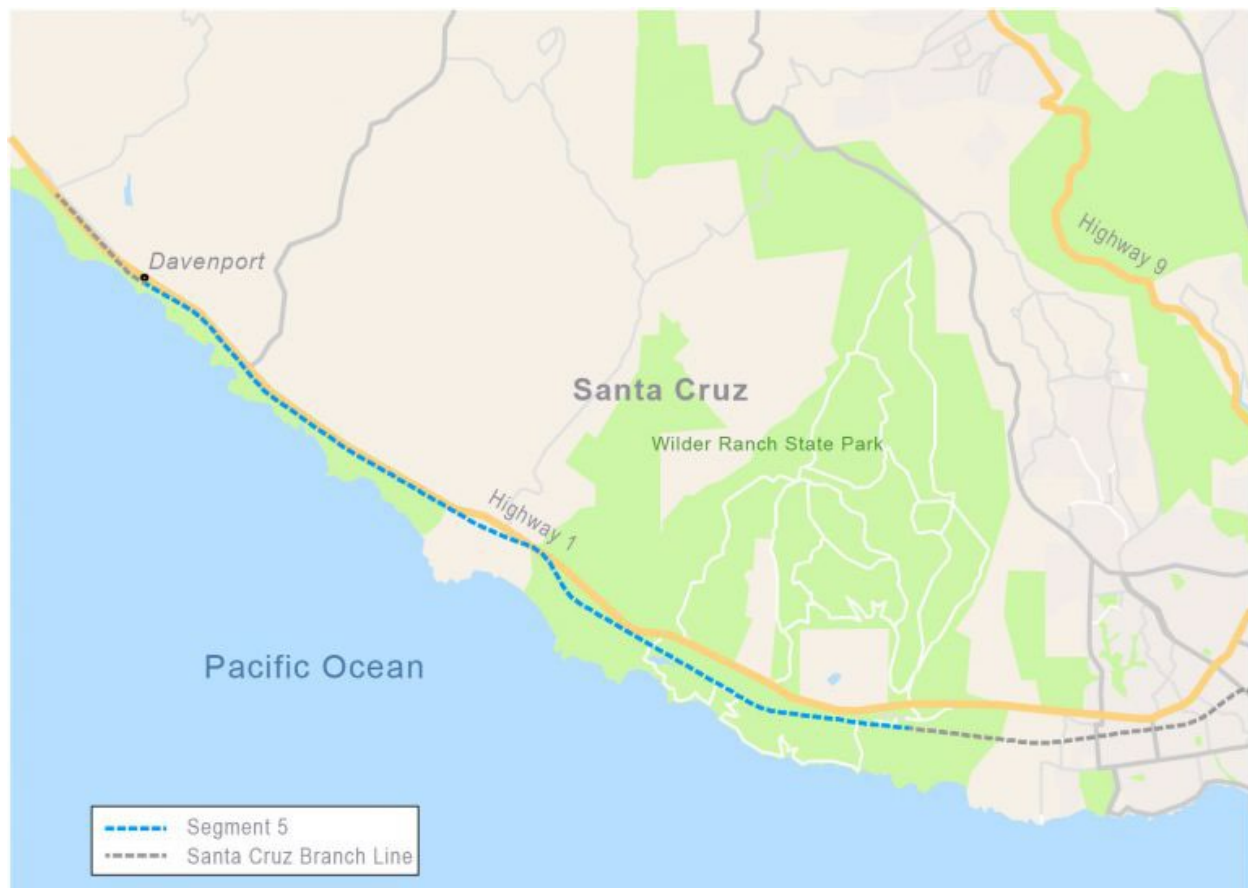 Highway 9
Davenport
Santa Cruz
Wilder Ranch State Park
Highway 1
Pacific Ocean
Segment 5
Santa Cruz Branch Line